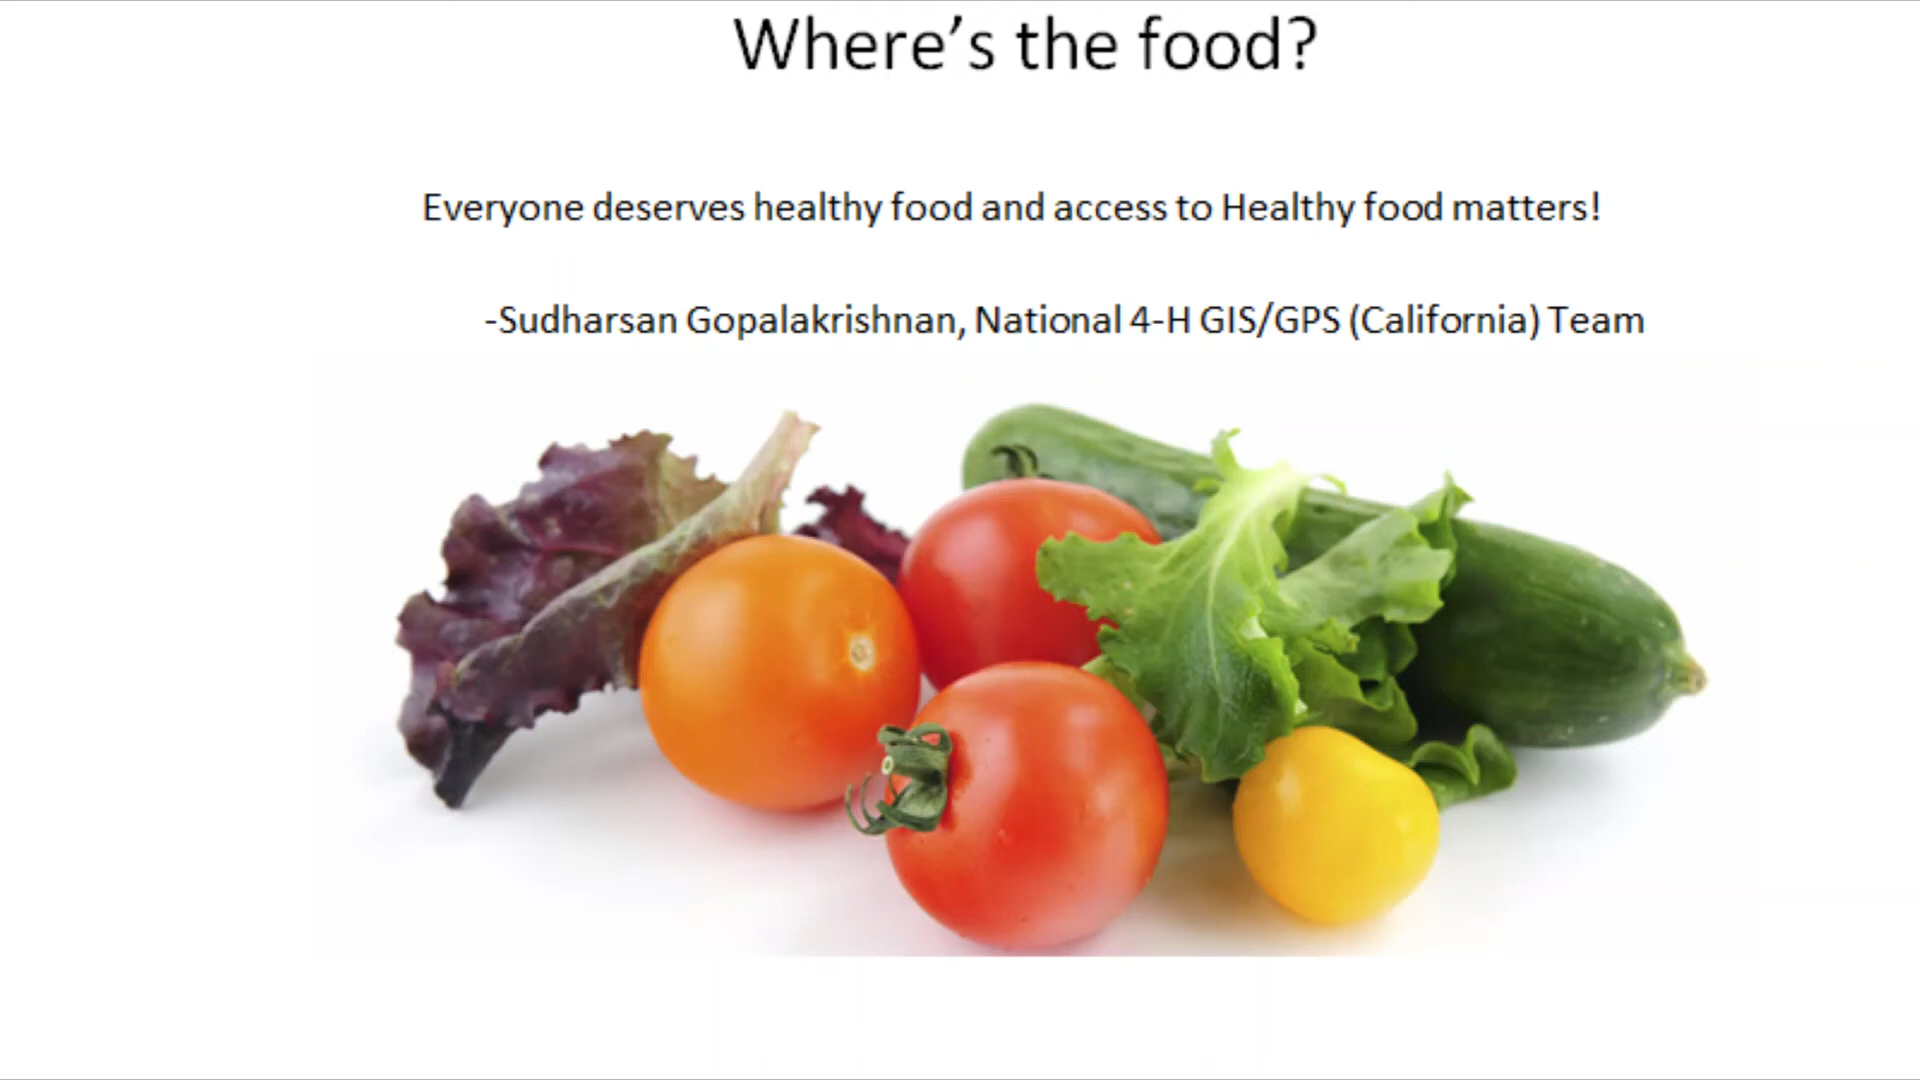 Where’s the food?
Everyone deserves healthy food and access to Healthy food matters!
-Sudharsan Gopalakrishnan, National 4-H GIS/GPS (California) Team